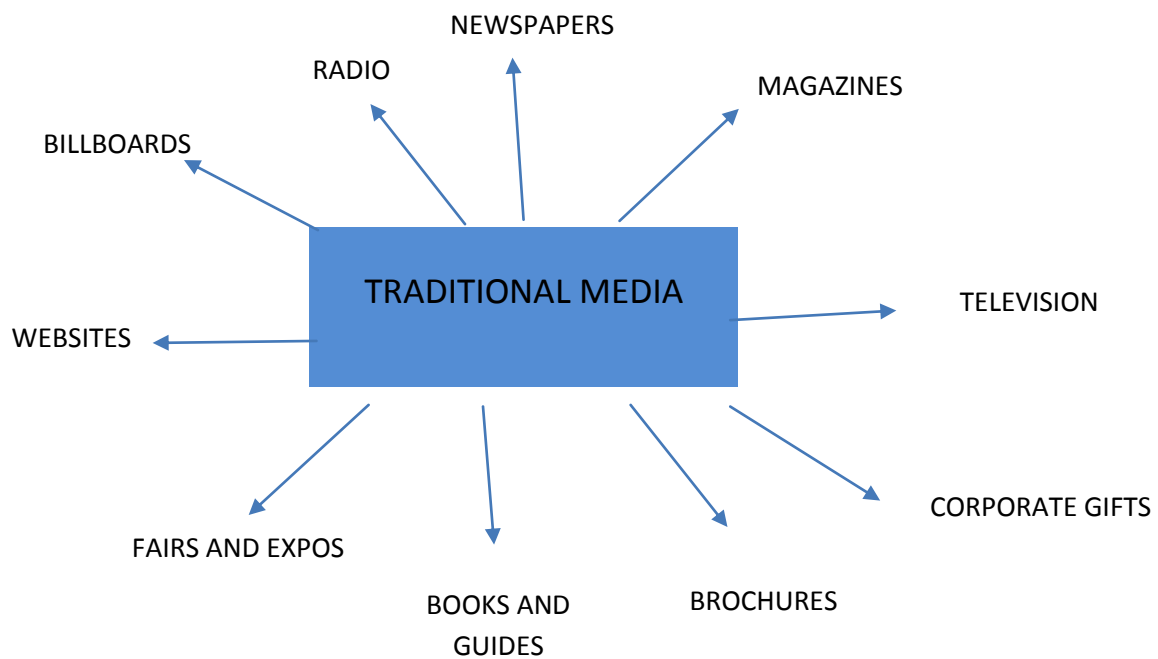 NEWSPAPERS
RADIO
MAGAZINES
BILLBOARDS
TRADITIONAL MEDIA
TELEVISION
WEBSITES
CORPORATE GIFTS
FAIRS AND EXPOS
BROCHURES
BOOKS AND
GUIDES